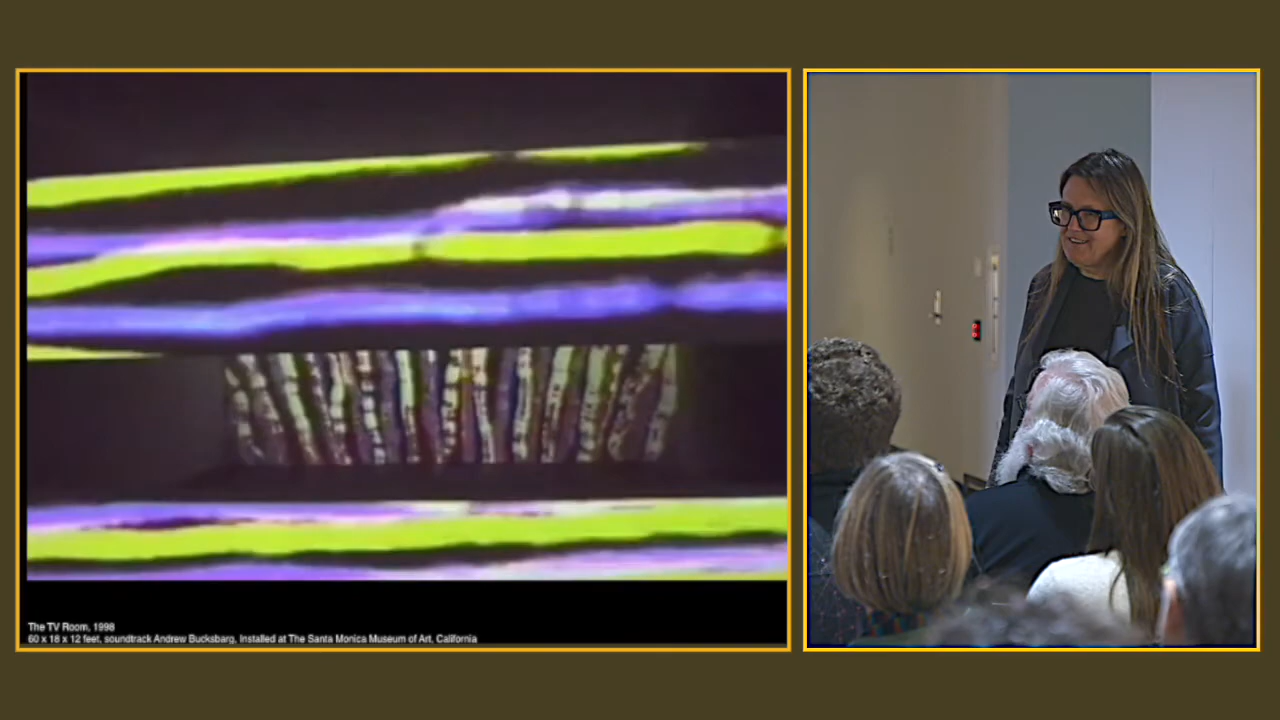 The TV Room, 1998
60 x 18 x 12 feet, soundtrack Andrew Bucksbarg, Installed at The Santa Monica Museum of Art, California